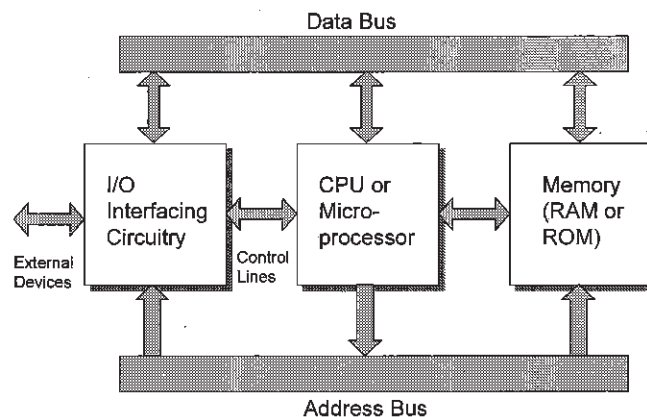 Data Bus
I/O
Interfacing
Circuitry
CPU or
Micro-
processor
Memory
(RAM or
ROM)
External
Devices
Control
Lines
Address Bus